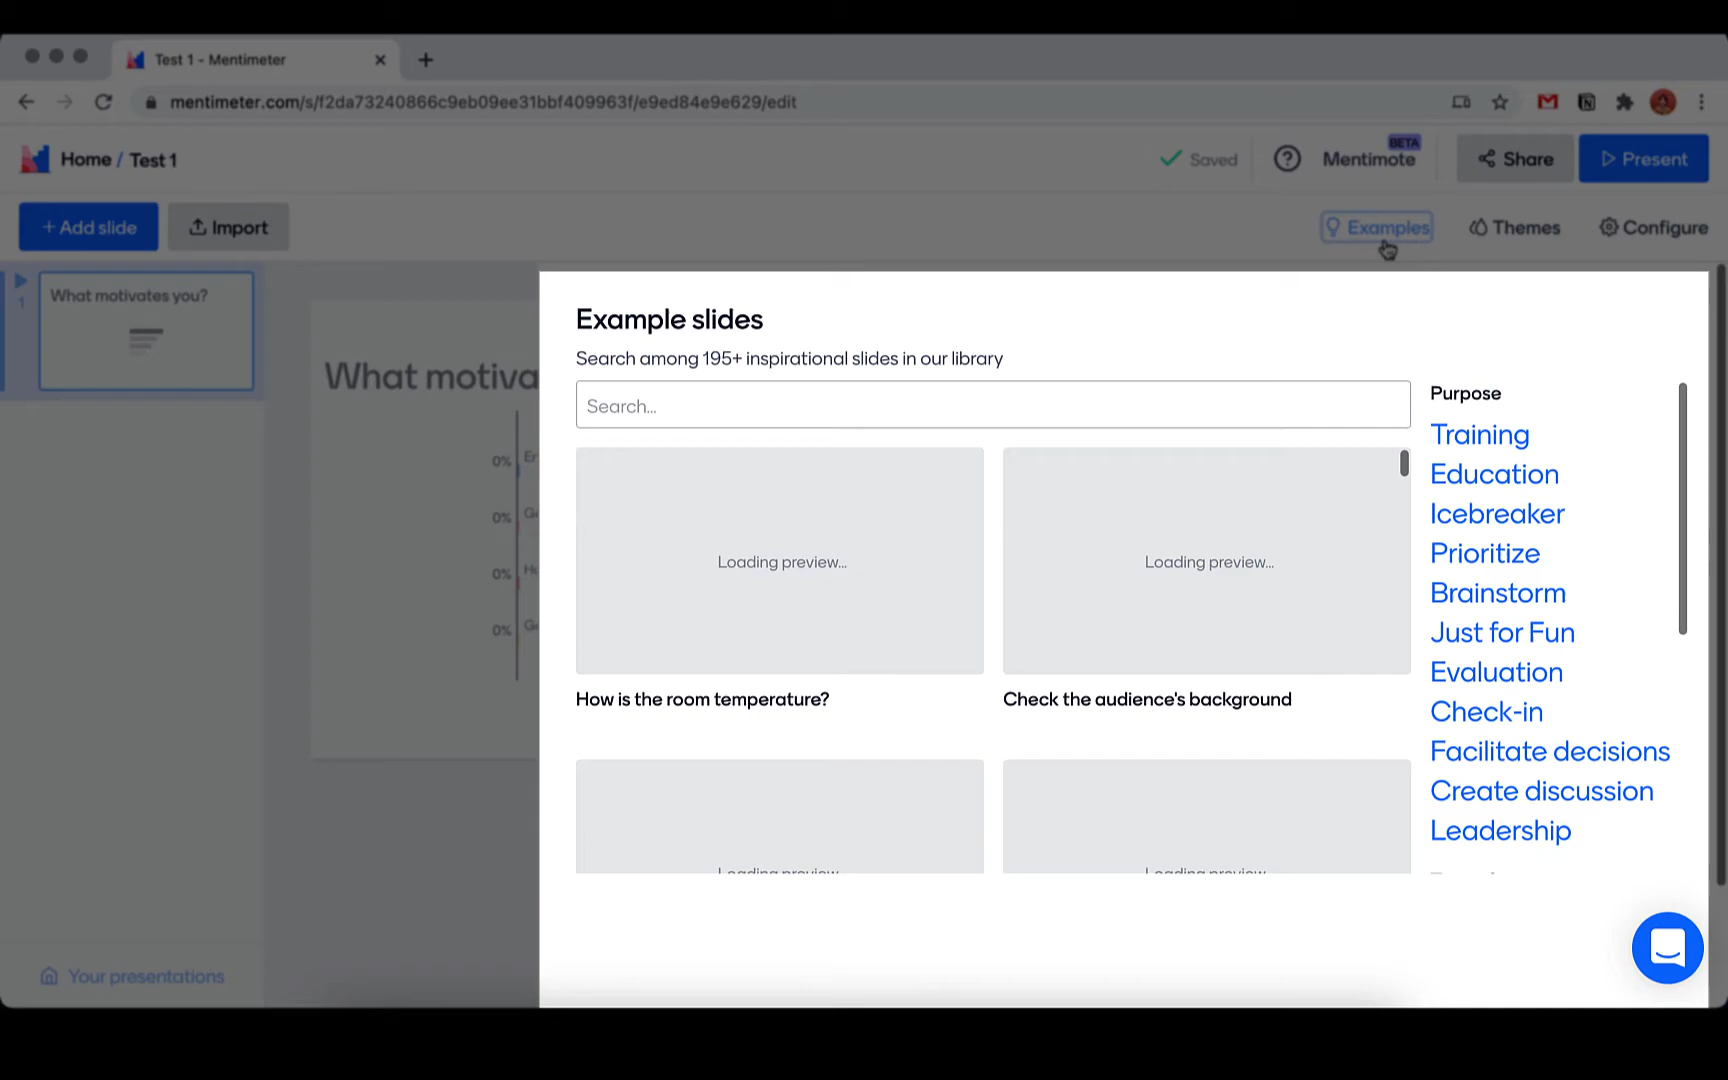 Test 1 - Mentimeter
mentimeter.com/s/f2da73240866c9eb09ee31bbf409963f/e9ed84e9e629/edit
Home / Test 1
Saved
Mentimote
BETA
Share
Present
+ Add slide
Import
Examples
Themes
Configure
1
What motivates you?
What motiva
0%
0%
0%
0%
Example slides
Search among 195+ inspirational slides in our library
Search...
Loading preview...
Loading preview...
How is the room temperature?
Check the audience's background
Loading preview...
Loading preview...
Purpose
Training
Education
Icebreaker
Prioritize
Brainstorm
Just for Fun
Evaluation
Check-in
Facilitate decisions
Create discussion
Leadership
Your presentations